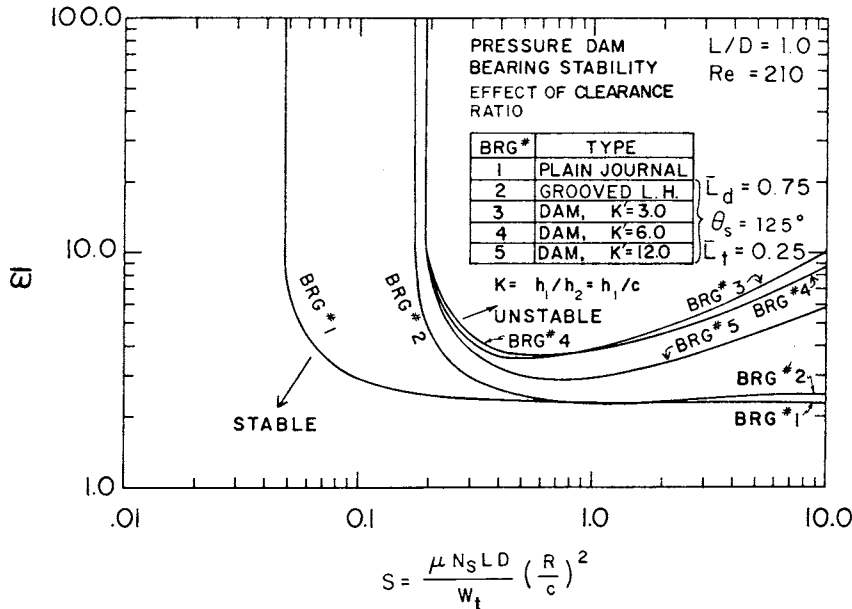 100.0
10.0
1.0
.01
0.1
1.0
10.0
ω̄
PRESSURE DAM
BEARING STABILITY
EFFECT OF CLEARANCE
RATIO
L/D = 1.0
Re = 210
BRG# TYPE
1 PLAIN JOURNAL
2 GROOVED L.H.
3 DAM, K'=3.0
4 DAM, K'=6.0
5 DAM, K'=12.0
L̄d = 0.75
θs = 125°
L̄t = 0.25
K = h1/h2 = h1/c
UNSTABLE
STABLE
BRG #1
BRG #2
BRG #4
BRG #3
BRG #4
BRG #5
BRG #2
BRG #1
S = μ Ns L D / Wt (R/c)²